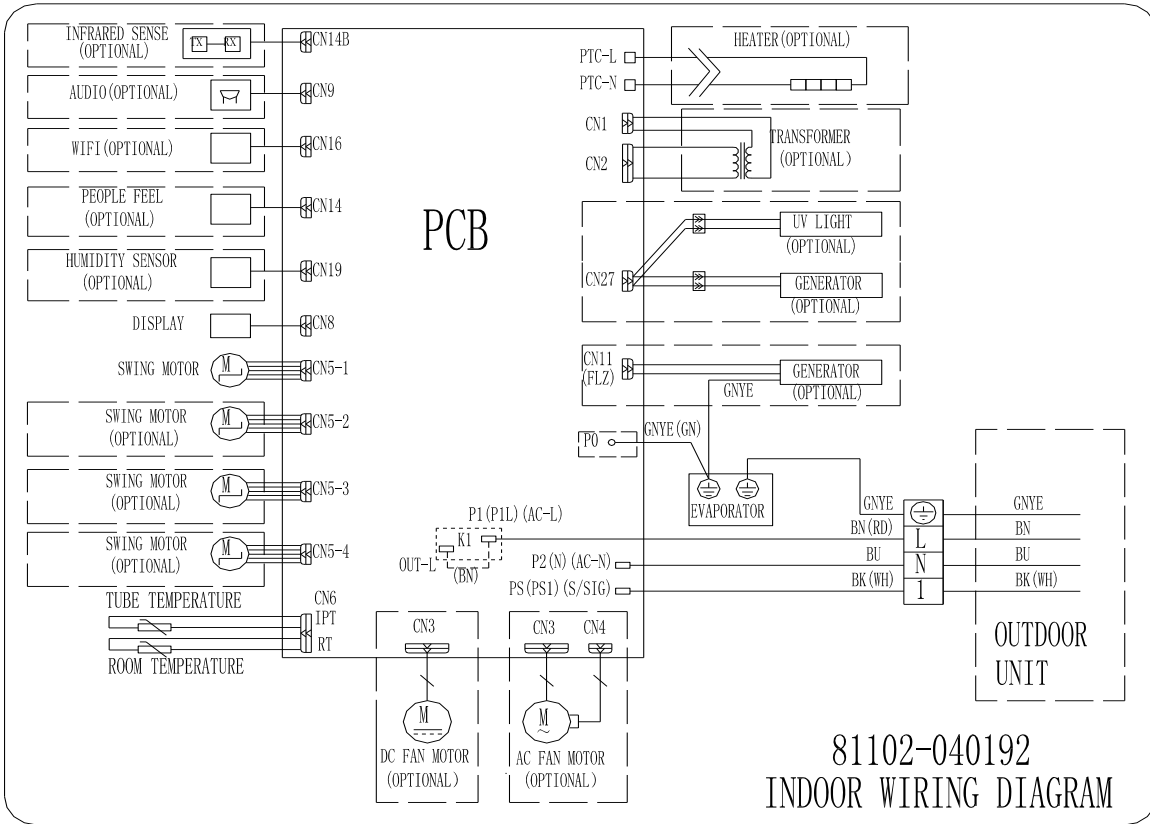 INFRARED SENSE
(OPTIONAL)
TX
RX
CN14B
AUDIO(OPTIONAL)
CN9
WIFI(OPTIONAL)
CN16
PEOPLE FEEL
(OPTIONAL)
CN14
HUMIDITY SENSOR
(OPTIONAL)
CN19
DISPLAY
CN8
SWING MOTOR
M
CN5-1
SWING MOTOR
(OPTIONAL)
M
CN5-2
SWING MOTOR
(OPTIONAL)
M
CN5-3
SWING MOTOR
(OPTIONAL)
M
CN5-4
TUBE TEMPERATURE
ROOM TEMPERATURE
CN6
IPT
RT
PCB
HEATER(OPTIONAL)
PTC-L
PTC-N
CN1
CN2
TRANSFORMER
(OPTIONAL)
CN27
UV LIGHT
(OPTIONAL)
GENERATOR
(OPTIONAL)
CN11
(FLZ)
GENERATOR
(OPTIONAL)
GNYE
P0
GNYE(GN)
EVAPORATOR
P1(P1L)(AC-L)
K1
OUT-L
(BN)
P2(N)(AC-N)
PS(PS1)(S/SIG)
GNYE
BN(RD)
BU
BK(WH)
L
N
1
GNYE
BN
BU
BK(WH)
OUTDOOR
UNIT
CN3
M
DC FAN MOTOR
(OPTIONAL)
CN3
CN4
M
~
AC FAN MOTOR
(OPTIONAL)
81102-040192
INDOOR WIRING DIAGRAM